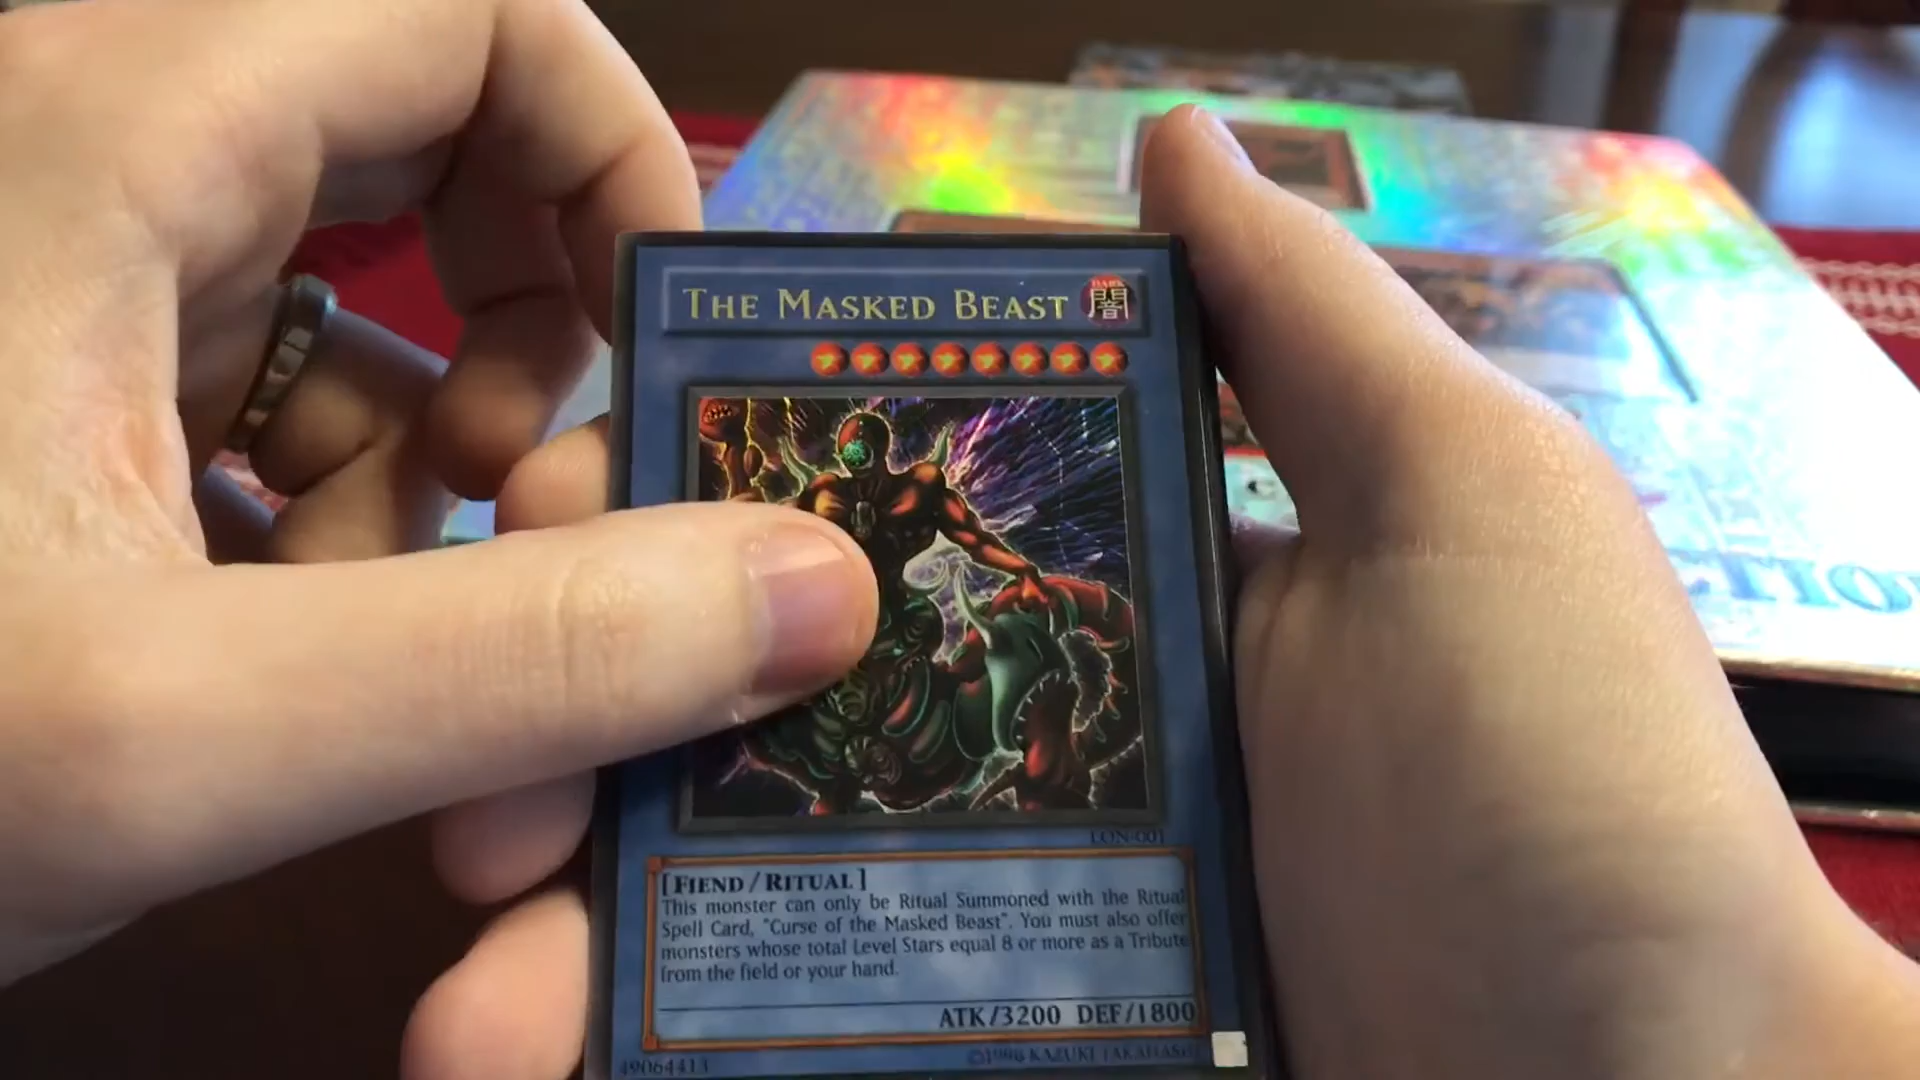 THE MASKED BEAST
DARK
闇
LON-001
[FIEND/RITUAL]
This monster can only be Ritual Summoned with the Ritual
Spell Card, "Curse of the Masked Beast". You must also offer
monsters whose total Level Stars equal 8 or more as a Tribute
from the field or your hand.
ATK/3200 DEF/1800
49064413
©1996 KAZUKI TAKAHASHI
CTIO